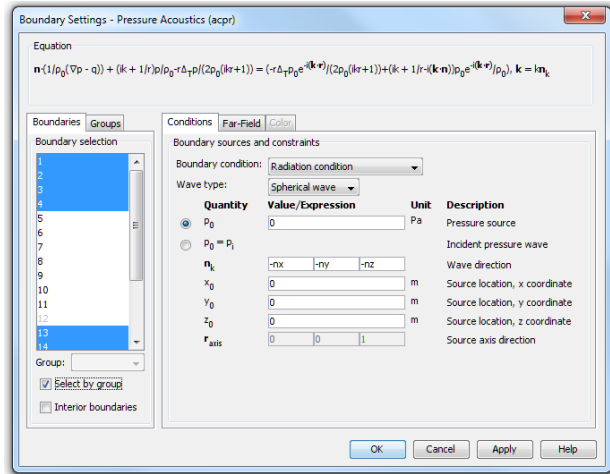 Boundary Settings - Pressure Acoustics (acpr)
Equation
n·(1/ρ₀(∇p - q)) + (ik + 1/r)p/ρ₀-rΔ_Tp/(2ρ₀(ikr+1)) = (-rΔ_Tp₀e^-i(k·r)/(2ρ₀(ikr+1))+(ik + 1/r-i(k·n))p₀e^-i(k·r)/ρ₀), k = kn_k
Boundaries Groups
Boundary selection
1
2
3
4
5
6
7
8
9
10
11
12
13
14
Group:
Select by group
Interior boundaries
Conditions Far-Field Color
Boundary sources and constraints
Boundary condition: Radiation condition
Wave type: Spherical wave
Quantity Value/Expression Unit Description
p₀ 0 Pa Pressure source
p₀ = pᵢ Incident pressure wave
n_k -nx -ny -nz Wave direction
x₀ 0 m Source location, x coordinate
y₀ 0 m Source location, y coordinate
z₀ 0 m Source location, z coordinate
r_axis 0 0 1 Source axis direction
OK Cancel Apply Help